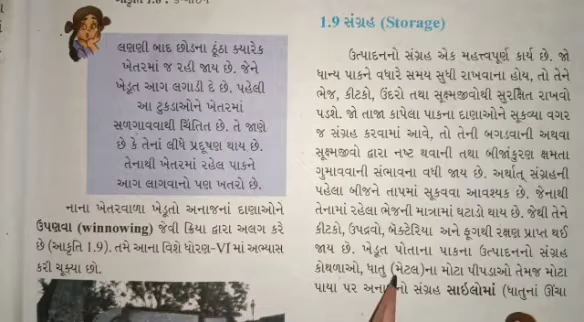 લણણી બાદ છોડના ઠૂંઠા ક્યારેક
ખેતરમાં જ રહી જાય છે. જેને
ખેડૂત આગ લગાડી દે છે. પહેલી
આ ટુકડાઓને ખેતરમાં
સળગાવવાથી ચિંતિત છે. તે જાણે
છે કે તેનાં લીધે પ્રદૂષણ થાય છે.
તેનાથી ખેતરમાં રહેલ પાકને
આગ લાગવાનો પણ ખતરો છે.
નાના ખેતરવાળા ખેડૂતો અનાજનાં દાણાઓને
ઉપણવા (winnowing) જેવી ક્રિયા દ્વારા અલગ કરે
છે (આકૃતિ 1.9). તમે આના વિશે ધોરણ-VI માં અભ્યાસ
કરી ચૂક્યા છો.
1.9 સંગ્રહ (Storage)
ઉત્પાદનનો સંગ્રહ એક મહત્ત્વપૂર્ણ કાર્ય છે. જો
ધાન્ય પાકને વધારે સમય સુધી રાખવાના હોય, તો તેને
ભેજ, કીટકો, ઉંદરો તથા સૂક્ષ્મજીવોથી સુરક્ષિત રાખવો
પડશે. જો તાજા કાપેલા પાકના દાણાઓને સૂકવ્યા વગર
જ સંગ્રહ કરવામાં આવે, તો તેની બગડવાની અથવા
સૂક્ષ્મજીવો દ્વારા નષ્ટ થવાની તથા બીજાંકુરણ ક્ષમતા
ગુમાવવાની સંભાવના વધી જાય છે. અર્થાત્ સંગ્રહની
પહેલા બીજને તાપમાં સૂકવવા આવશ્યક છે. જેનાથી
તેનામાં રહેલા ભેજની માત્રામાં ઘટાડો થાય છે. જેથી તેને
કીટકો, ઉપદ્રવો, બેક્ટેરિયા અને ફૂગથી રક્ષણ પ્રાપ્ત થઈ
જાય છે. ખેડૂત પોતાના પાકના ઉત્પાદનનો સંગ્રહ
કોથળાઓ, ધાતુ (મેટલ)ના મોટા પીપડાઓ તેમજ મોટા
પાયા પર સંગ્રહ સાઇલોમાં (ધાતુનાં ઊંચા